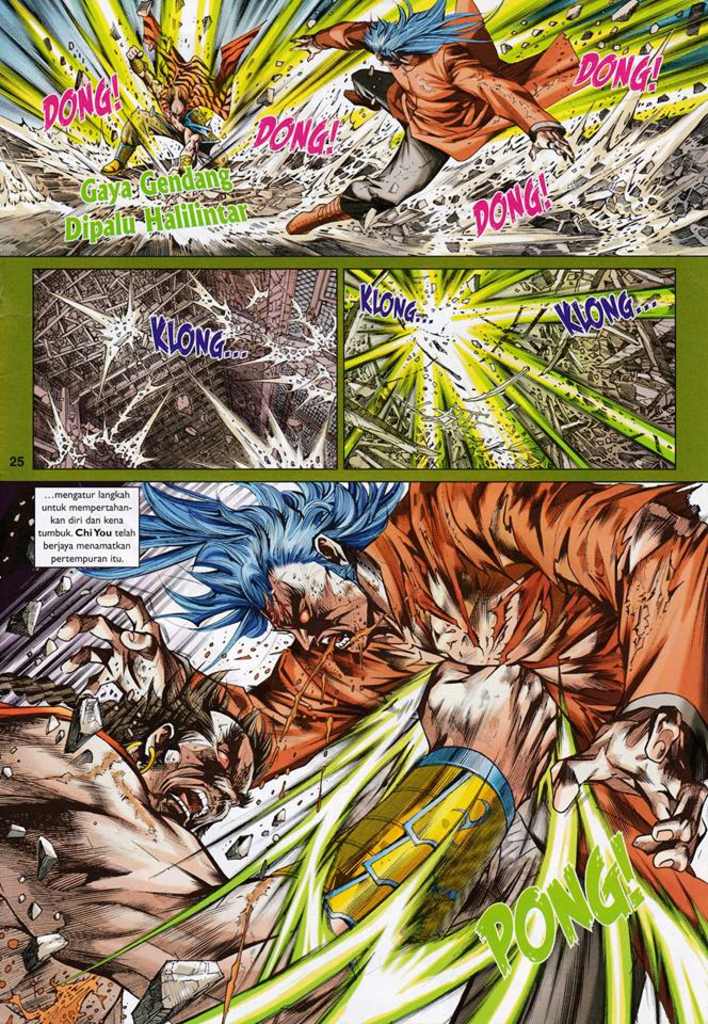 DONG!
DONG!
DONG!
DONG!
Gaya Gendang
Dipalu Halilintar
KLONG...
KLONG...
KLONG...
25
...mengatur langkah
untuk mempertahan-
kan diri dan kena
tumbuk. Chi You telah
berjaya menamatkan
pertempuran itu.
PONG!